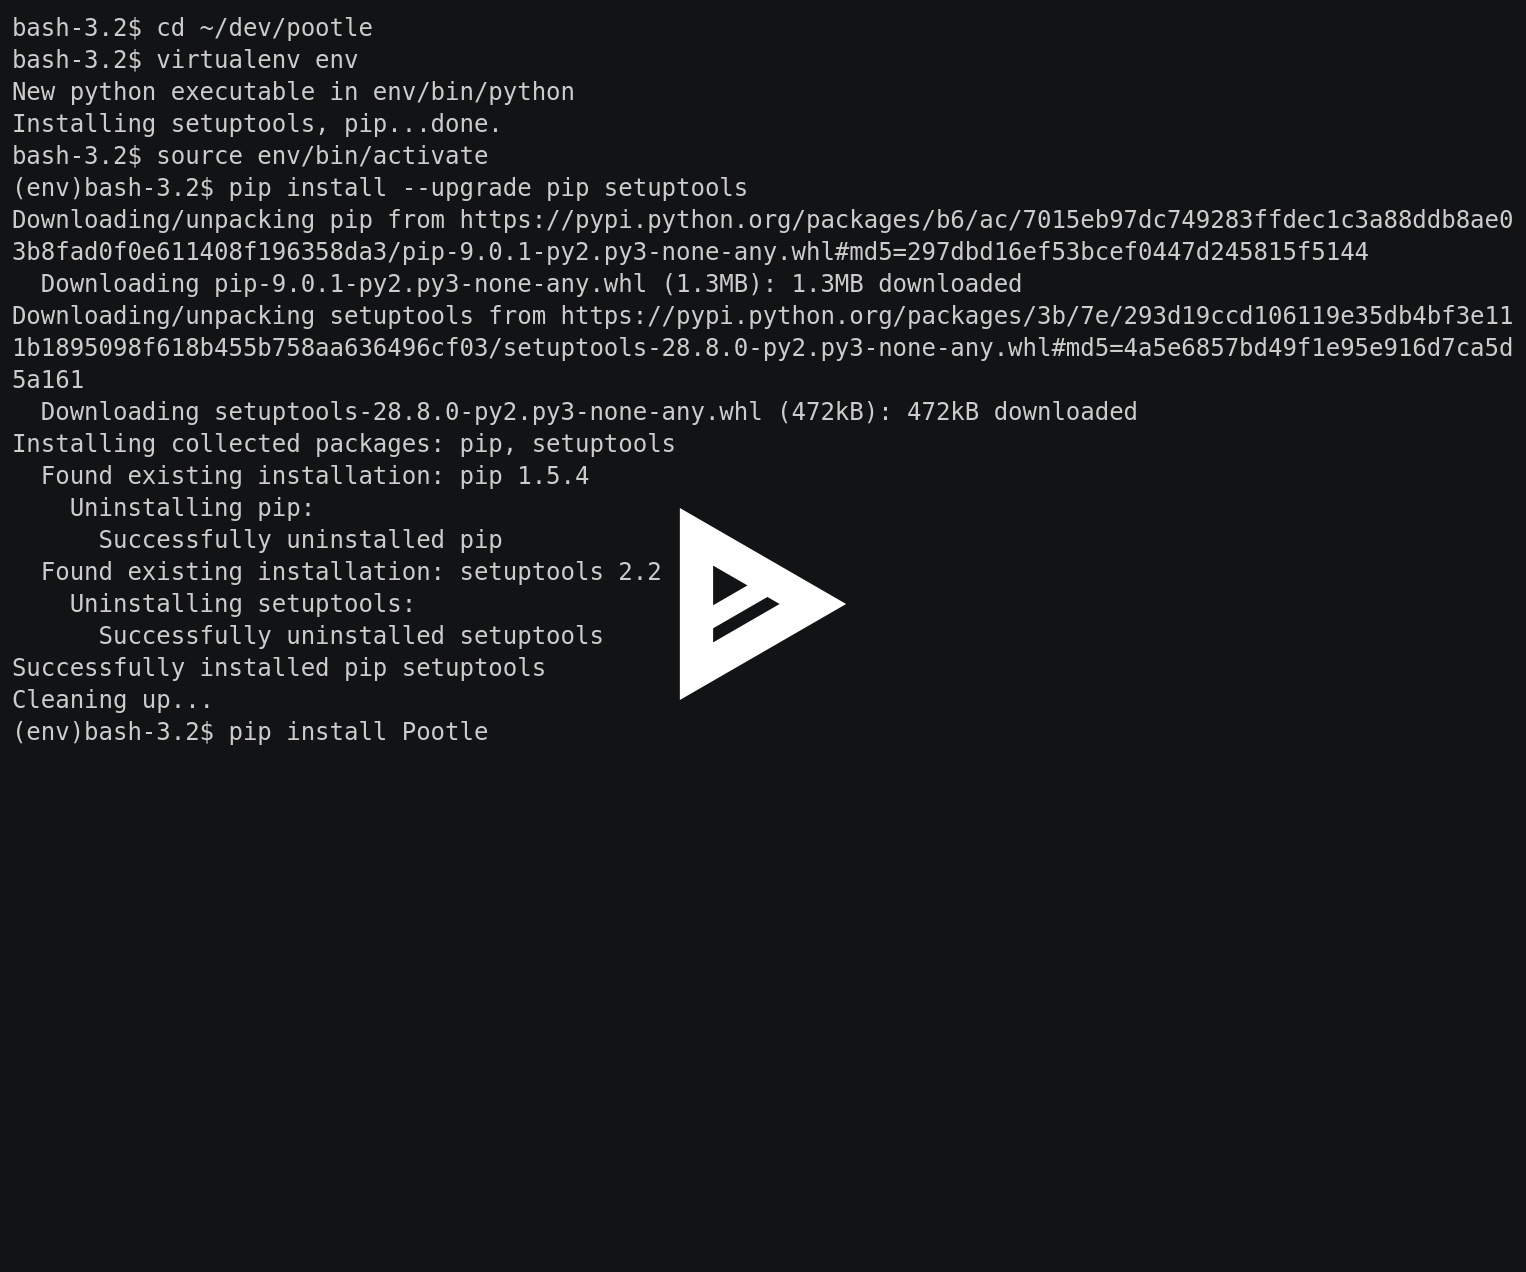 bash-3.2$ cd ~/dev/pootle
bash-3.2$ virtualenv env
New python executable in env/bin/python
Installing setuptools, pip...done.
bash-3.2$ source env/bin/activate
(env)bash-3.2$ pip install --upgrade pip setuptools
Downloading/unpacking pip from https://pypi.python.org/packages/b6/ac/7015eb97dc749283ffdec1c3a88ddb8ae0
3b8fad0f0e611408f196358da3/pip-9.0.1-py2.py3-none-any.whl#md5=297dbd16ef53bcef0447d245815f5144
  Downloading pip-9.0.1-py2.py3-none-any.whl (1.3MB): 1.3MB downloaded
Downloading/unpacking setuptools from https://pypi.python.org/packages/3b/7e/293d19ccd106119e35db4bf3e11
1b1895098f618b455b758aa636496cf03/setuptools-28.8.0-py2.py3-none-any.whl#md5=4a5e6857bd49f1e95e916d7ca5d
5a161
  Downloading setuptools-28.8.0-py2.py3-none-any.whl (472kB): 472kB downloaded
Installing collected packages: pip, setuptools
  Found existing installation: pip 1.5.4
    Uninstalling pip:
      Successfully uninstalled pip
  Found existing installation: setuptools 2.2
    Uninstalling setuptools:
      Successfully uninstalled setuptools
Successfully installed pip setuptools
Cleaning up...
(env)bash-3.2$ pip install Pootle